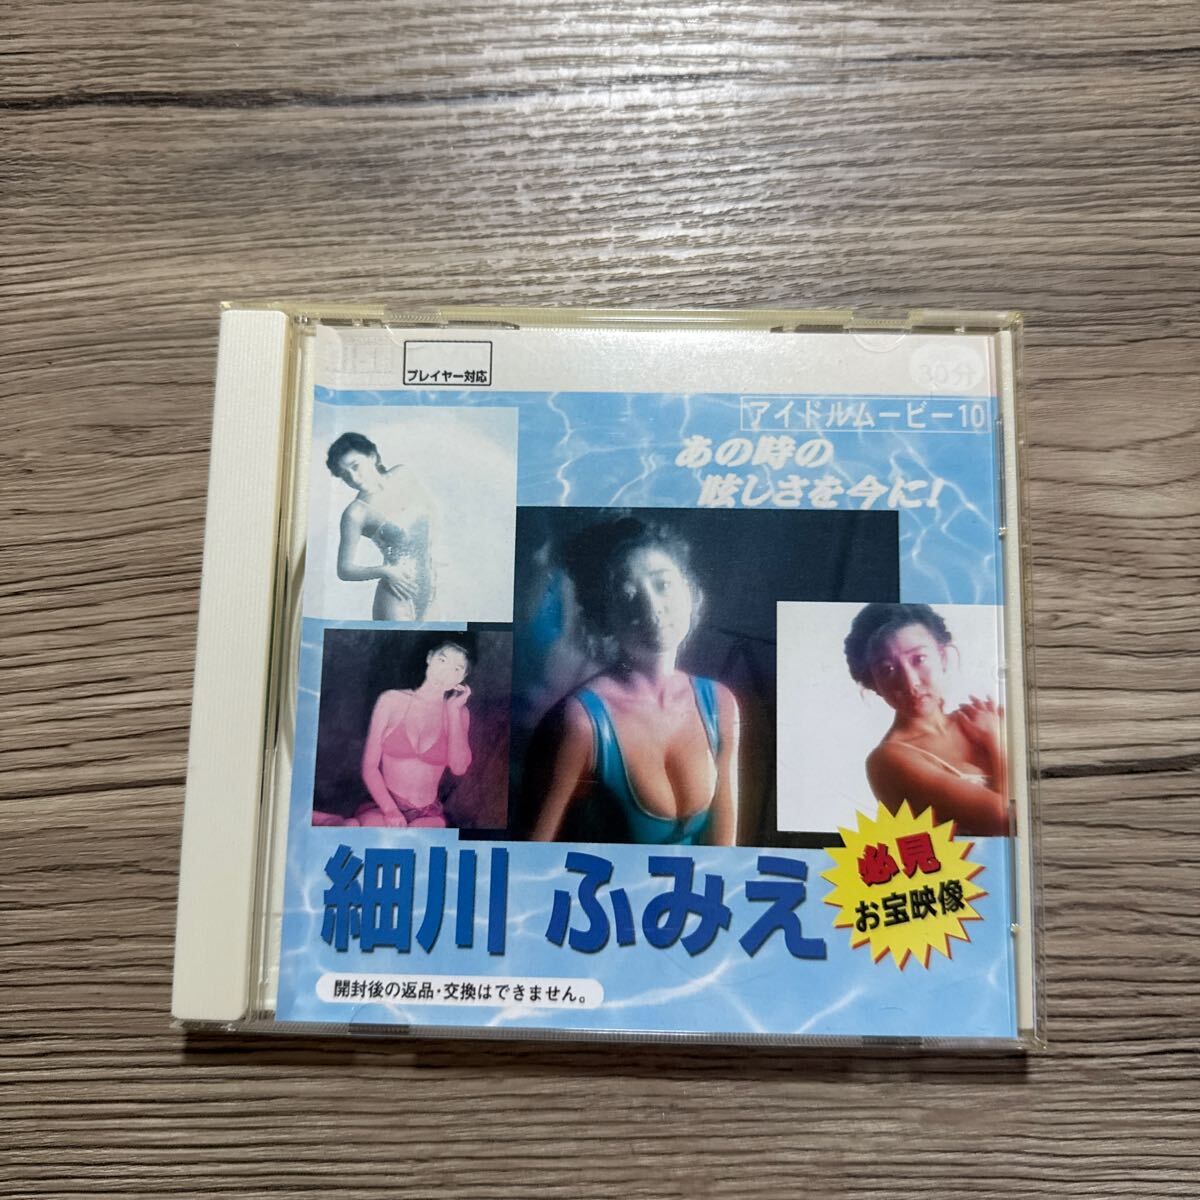 プレイヤー対応
30分
アイドルムービー10
あの時の
眩しさを今に!
細川 ふみえ
必見
お宝映像
開封後の返品・交換はできません。